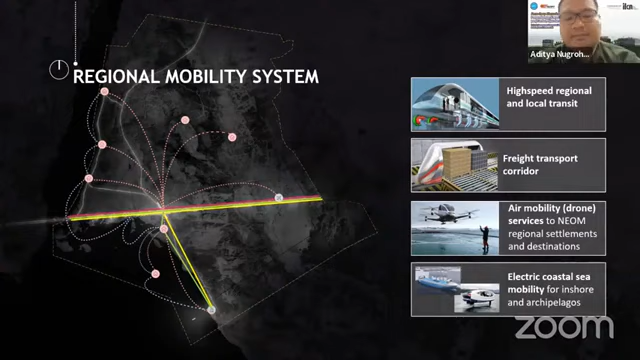 Aditya Nugroh...
REGIONAL MOBILITY SYSTEM
Highspeed regional
and local transit
Freight transport
corridor
Air mobility (drone)
services to NEOM
regional settlements
and destinations
Electric coastal sea
mobility for inshore
and archipelagos
zoom